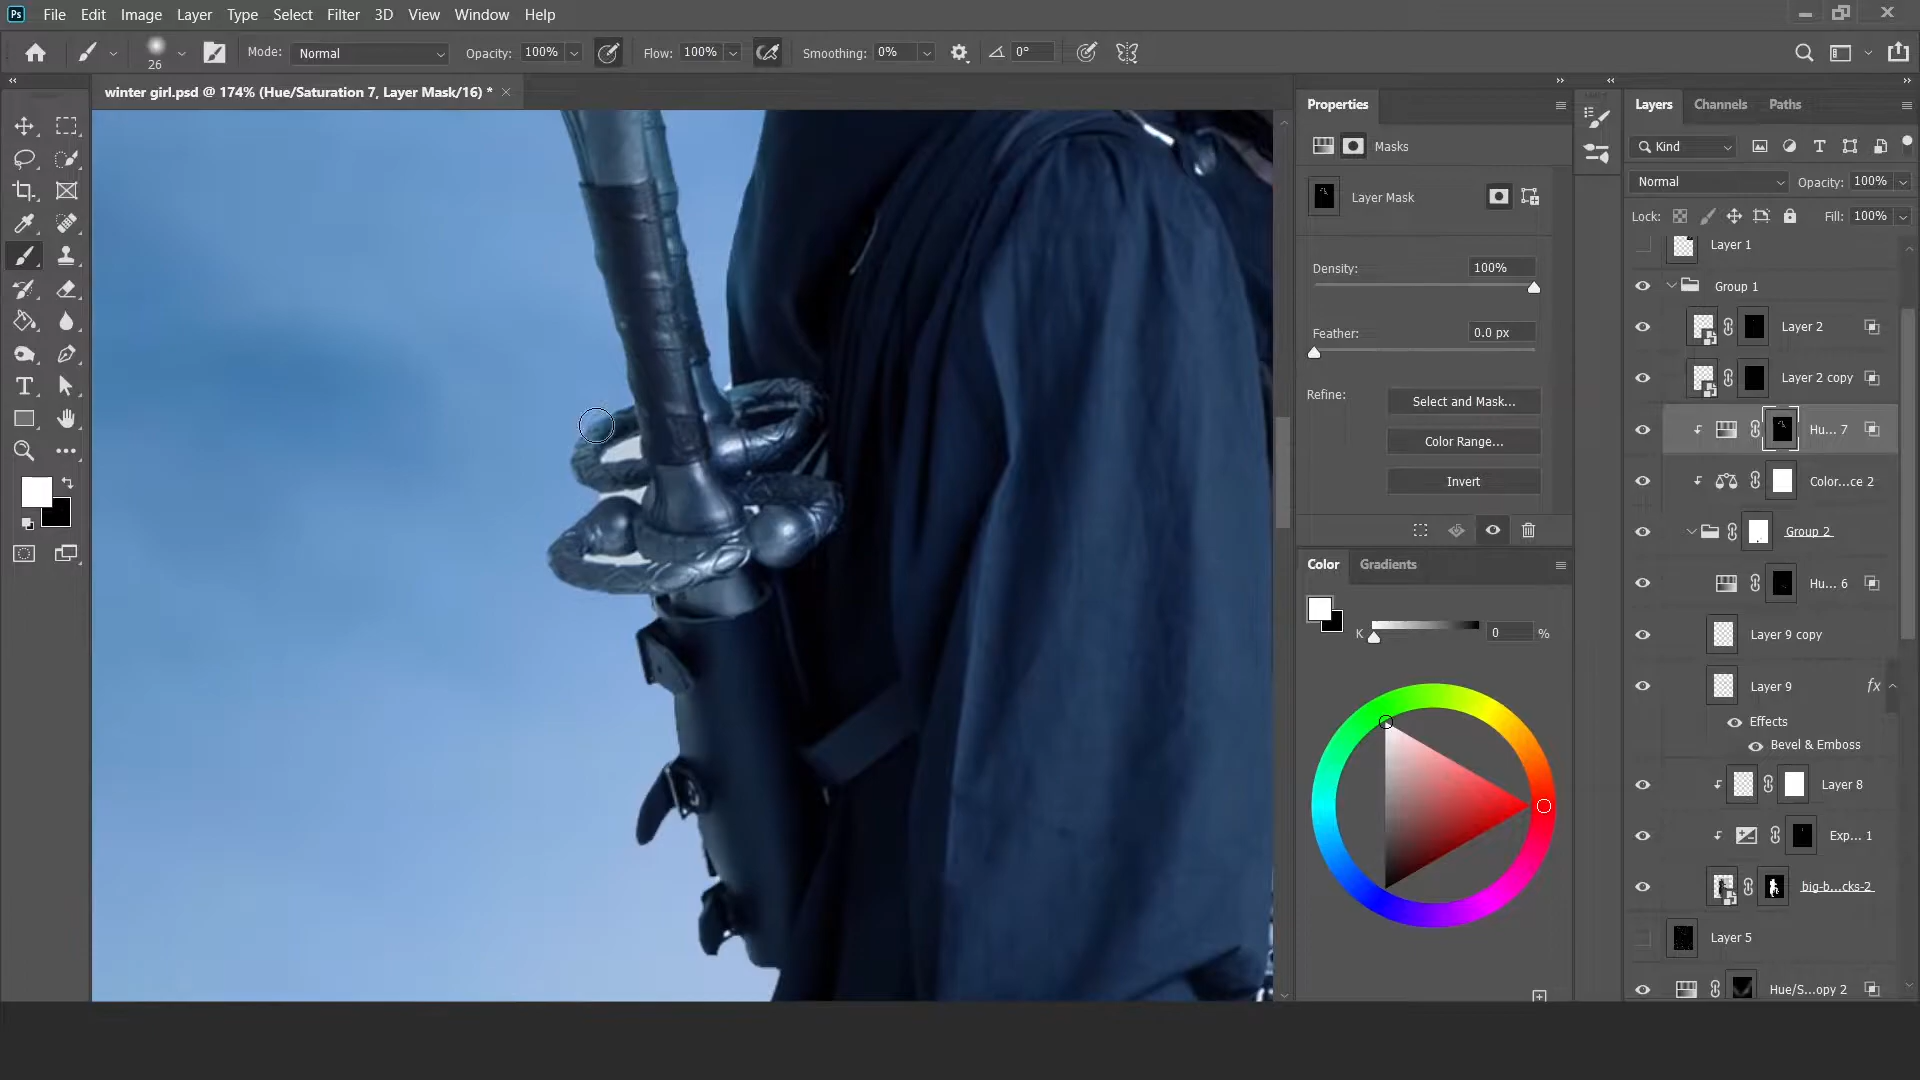 Ps File Edit Image Layer Type Select Filter 3D View Window Help
26 Mode: Normal Opacity: 100% Flow: 100% Smoothing: 0% 0°
winter girl.psd @ 174% (Hue/Saturation 7, Layer Mask/16) * ×
Properties
Masks
Layer Mask
Density: 100%
Feather: 0.0 px
Refine: Select and Mask...
Color Range...
Invert
Color Gradients
K 0 %
Layers Channels Paths
Kind
Normal Opacity: 100%
Lock: Fill: 100%
Layer 1
Group 1
Layer 2
Layer 2 copy
Hu... 7
Color...ce 2
Group 2
Hu... 6
Layer 9 copy
Layer 9 fx
Effects
Bevel & Emboss
Layer 8
Exp... 1
big-b...cks-2
Layer 5
Hue/S...opy 2